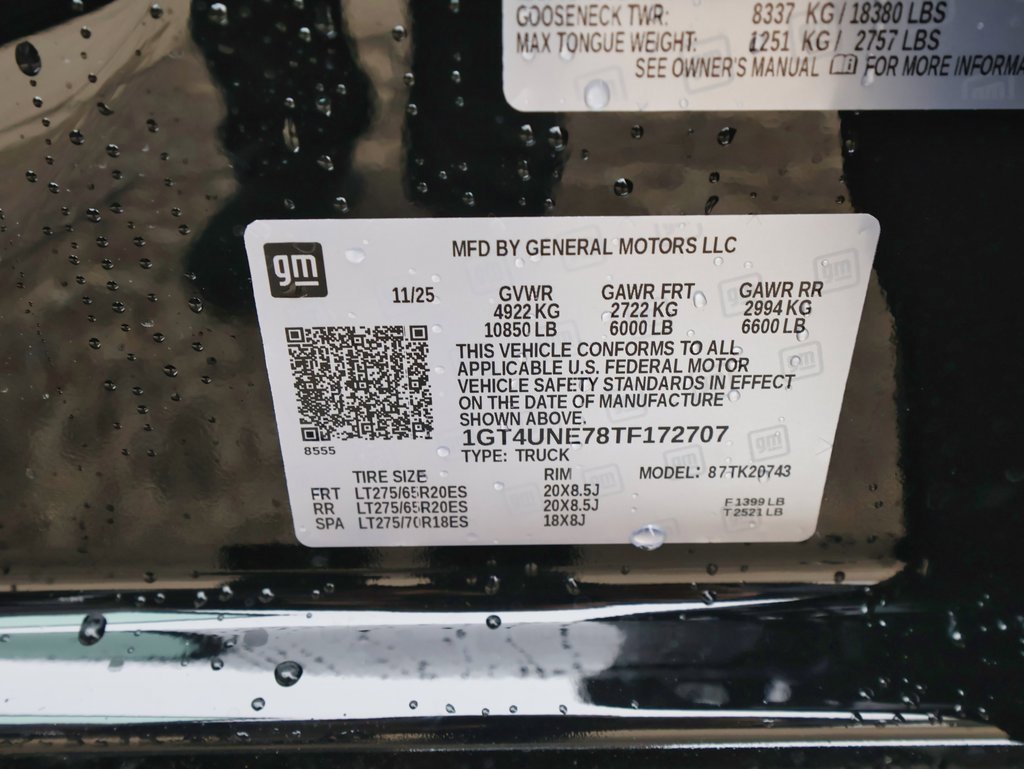 GOOSENECK TWR: 8337 KG/18380 LBS
MAX TONGUE WEIGHT: 1251 KG/ 2757 LBS
SEE OWNER'S MANUAL FOR MORE
gm
MFD BY GENERAL MOTORS LLC
11/25
GVWR GAWR FRT GAWR RR
4922 KG 2722 KG 2994 KG
10850 LB 6000 LB 6600 LB
THIS VEHICLE CONFORMS TO ALL
APPLICABLE U.S. FEDERAL MOTOR
VEHICLE SAFETY STANDARDS IN EFFECT
ON THE DATE OF MANUFACTURE
SHOWN ABOVE.
1GT4UNE78TF172707
TYPE: TRUCK
8555
TIRE SIZE RIM MODEL: 87TK20743
FRT LT275/65R20ES 20X8.5J
RR LT275/65R20ES 20X8.5J
SPA LT275/70R18ES 18X8J
F 1399 LB
T 2521 LB